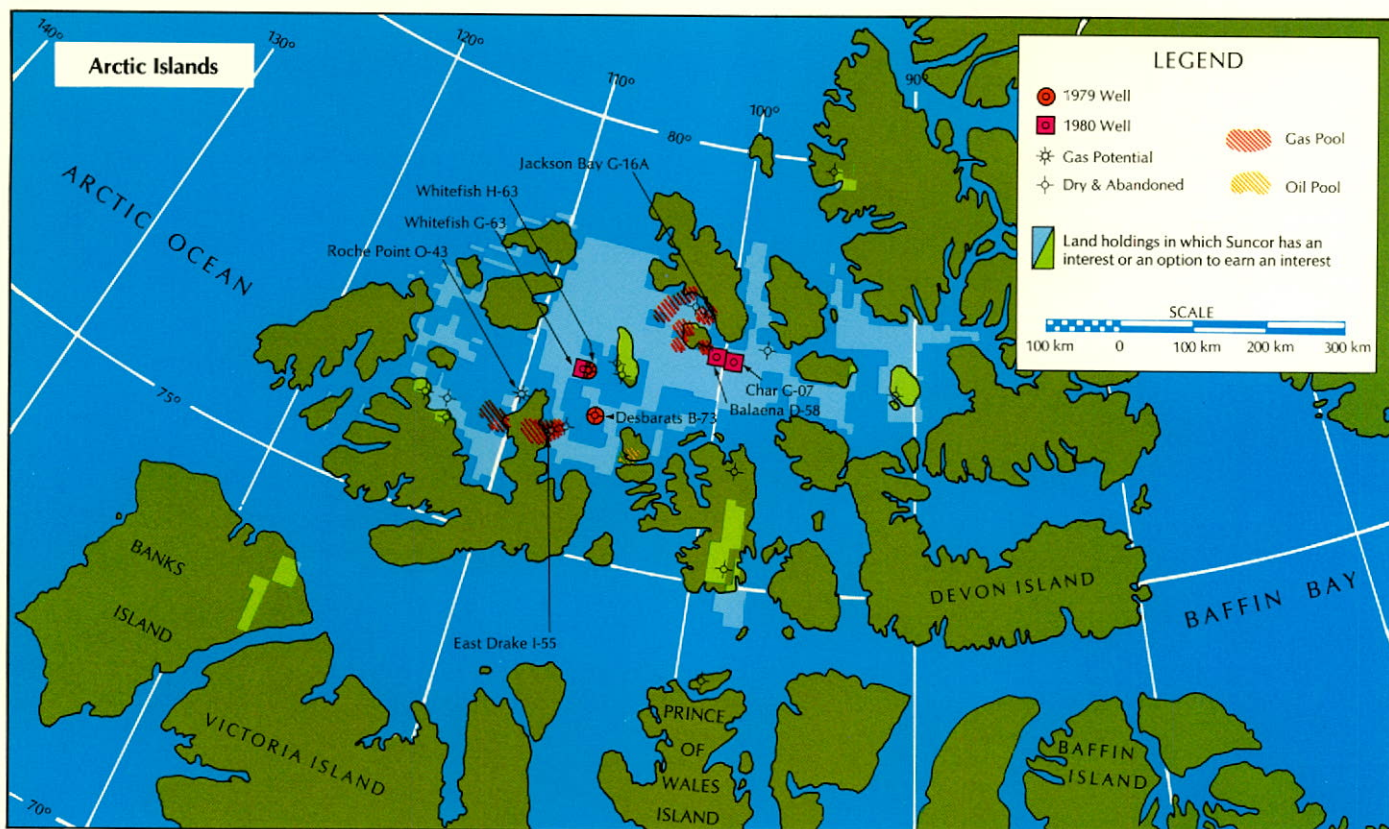 Arctic Islands
140°
130°
120°
110°
100°
90°
80°
75°
70°
ARCTIC OCEAN
Jackson Bay G-16A
Whitefish H-63
Whitefish G-63
Roche Point O-43
Char G-07
Balaena D-58
Desbarats B-73
East Drake I-55
BANKS
ISLAND
VICTORIA ISLAND
PRINCE
OF
WALES
ISLAND
DEVON ISLAND
BAFFIN BAY
BAFFIN
ISLAND
LEGEND
1979 Well
1980 Well
Gas Potential
Dry & Abandoned
Gas Pool
Oil Pool
Land holdings in which Suncor has an
interest or an option to earn an interest
SCALE
100 km 0 100 km 200 km 300 km